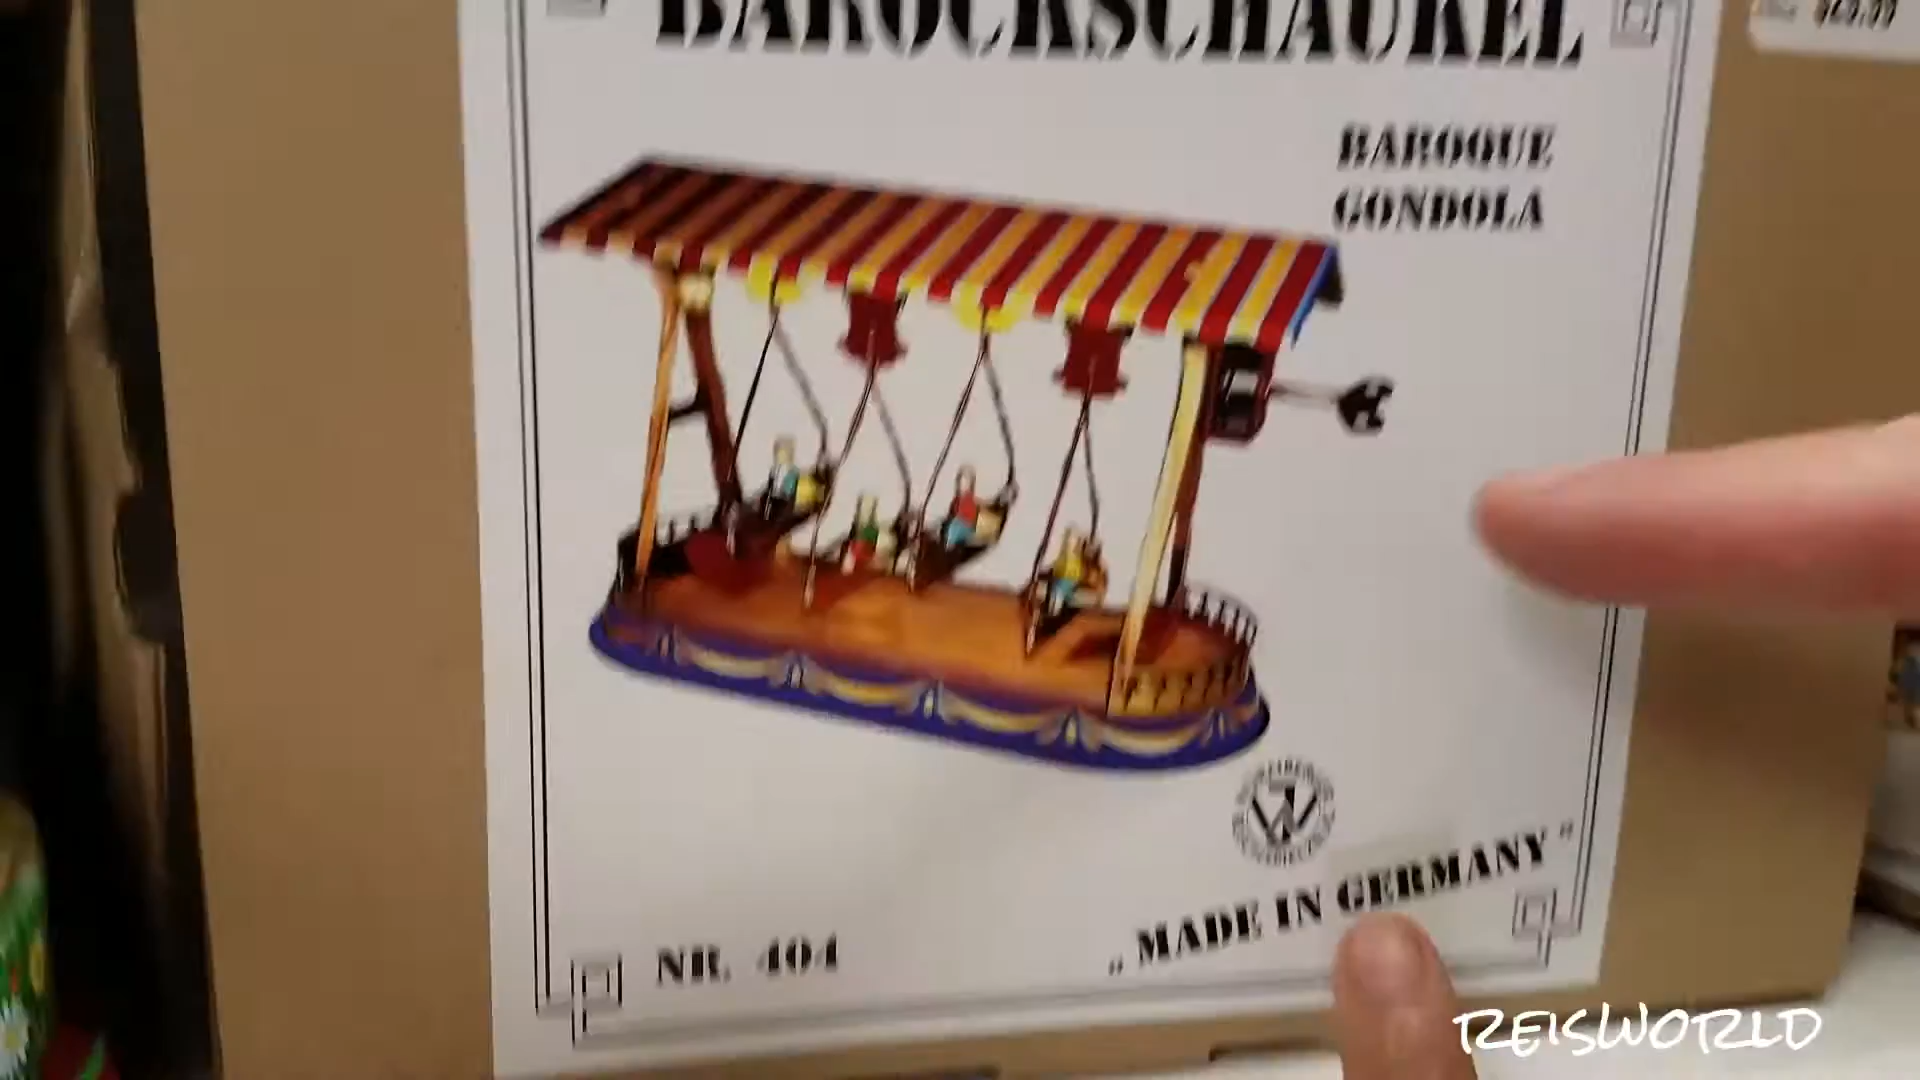 BAROCKSCHAUKEL
BAROQUE
GONDOLA
„MADE IN GERMANY"
NR. 404
REISWORLD